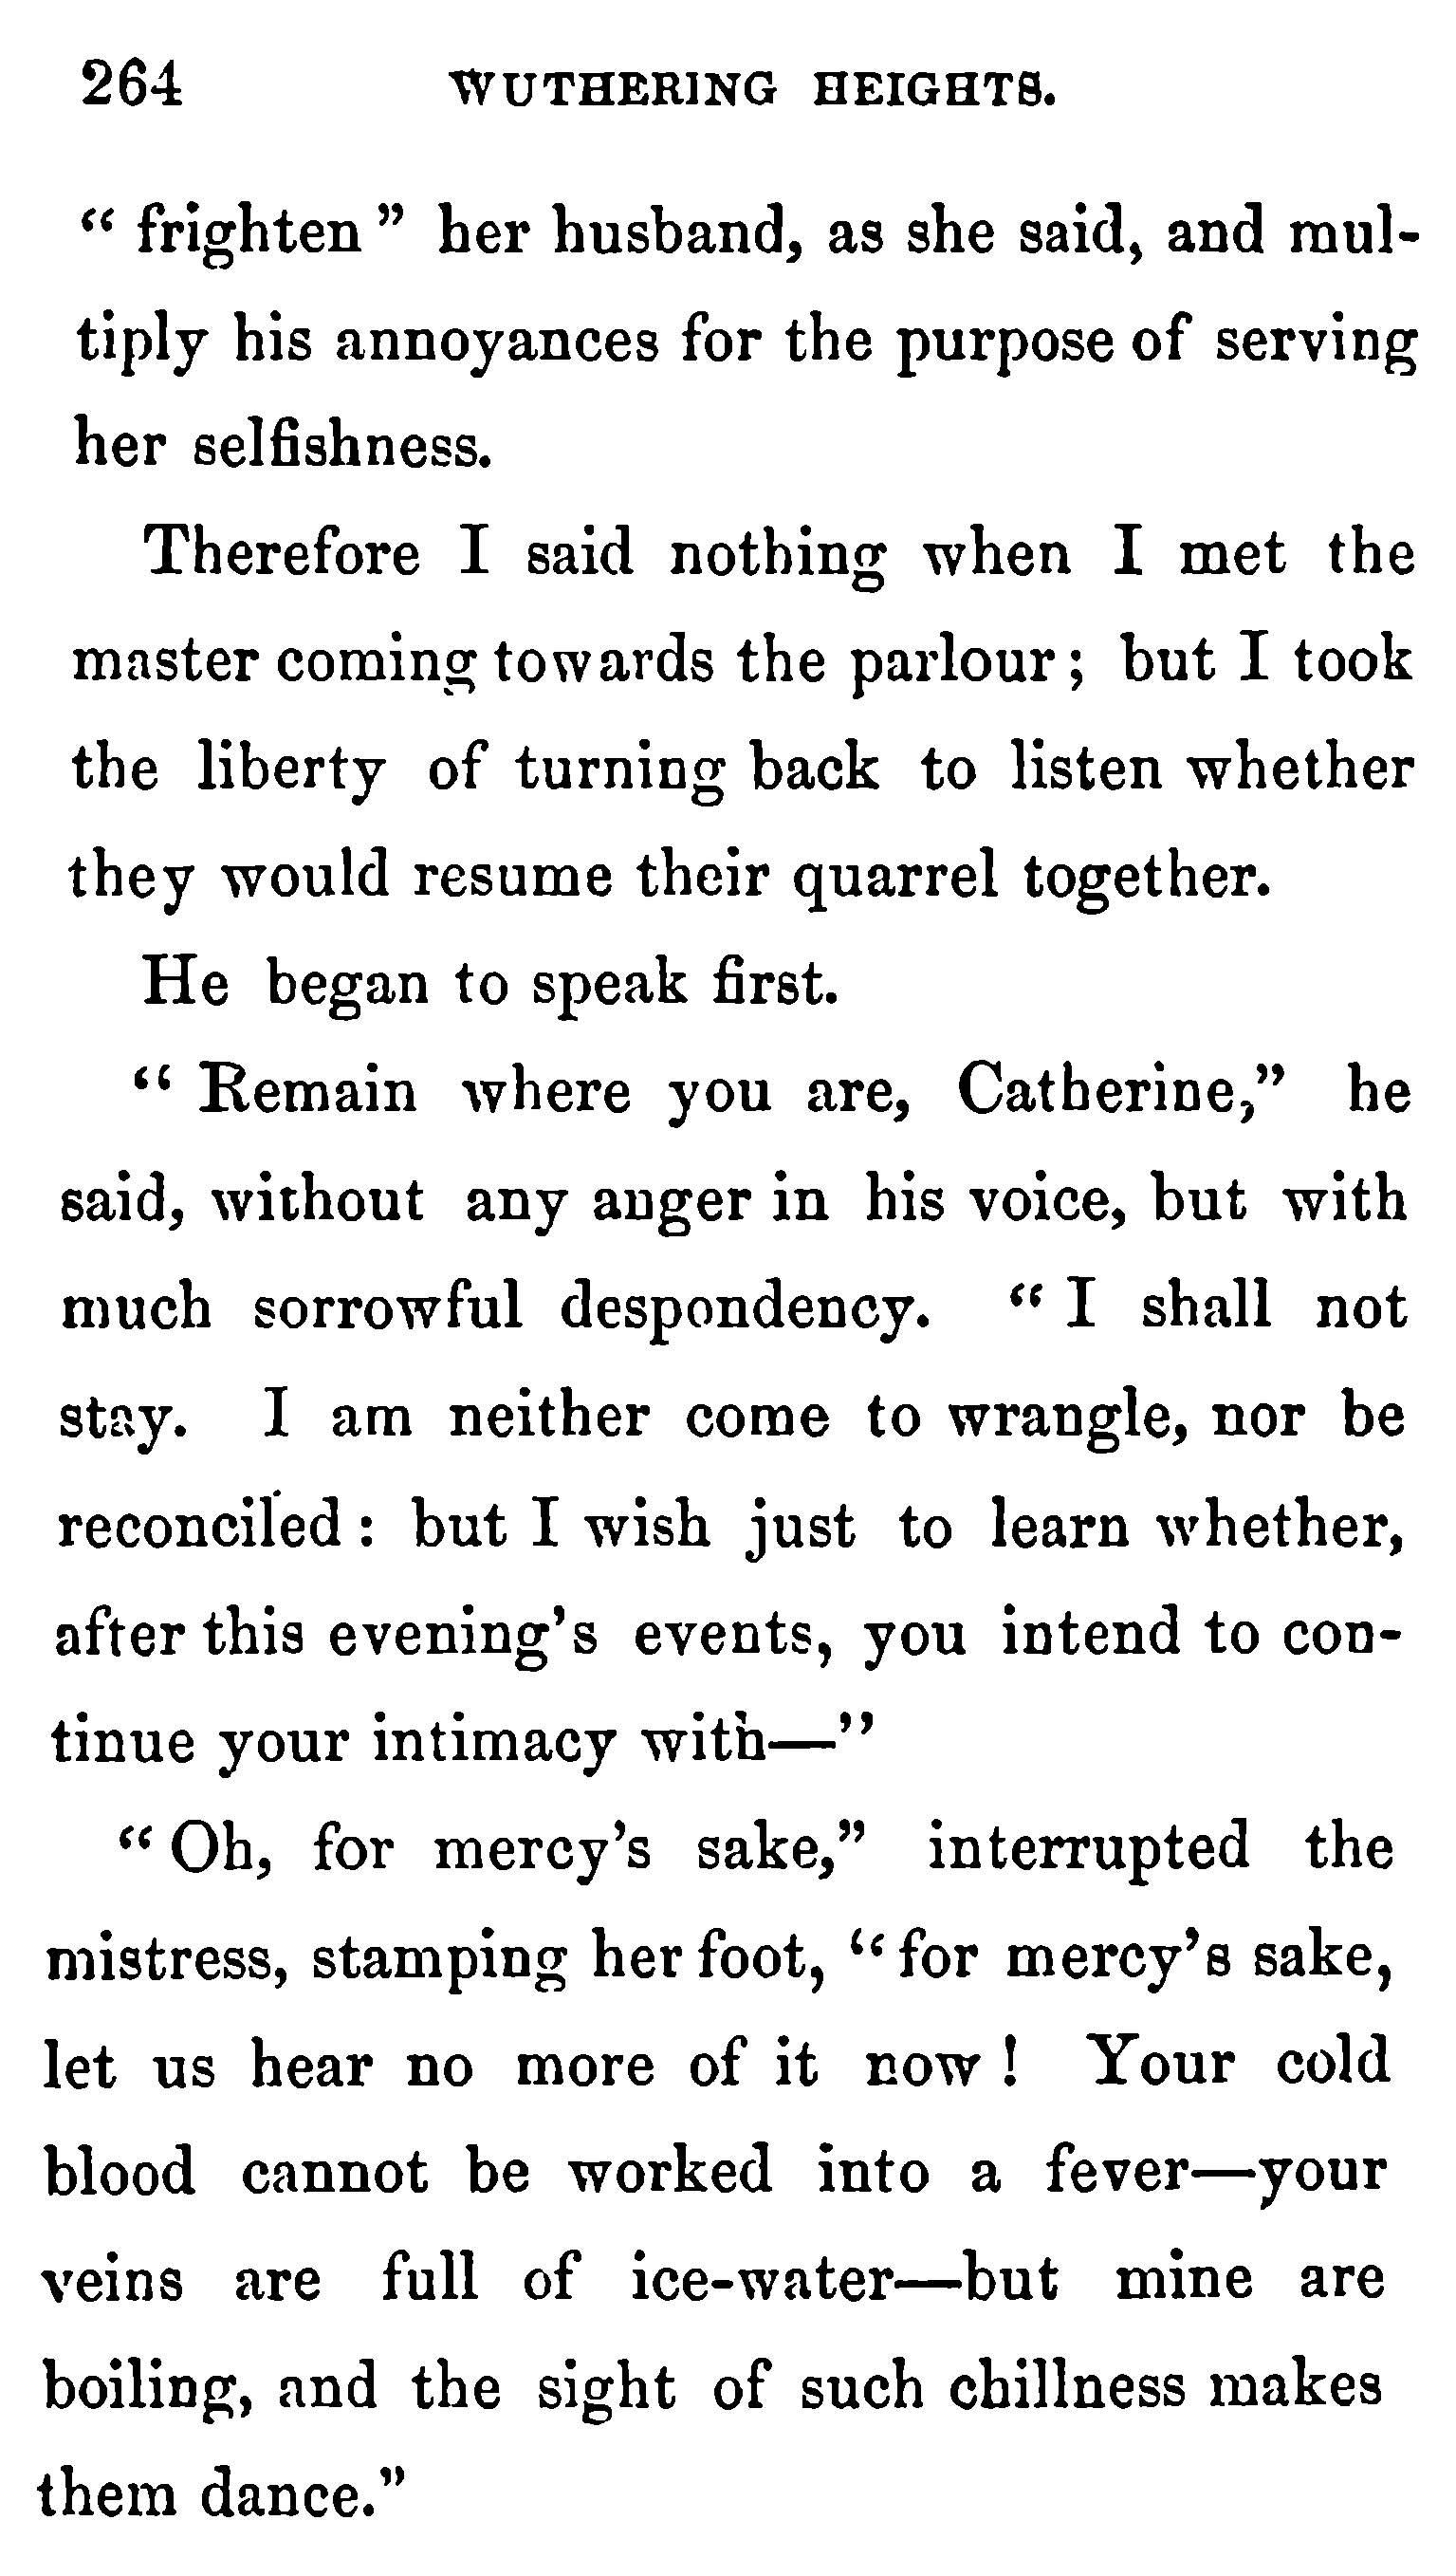 264 WUTHERING HEIGHTS.
“ frighten ” her husband, as she said, and mul-
tiply his annoyances for the purpose of serving
her selfishness.
Therefore I said nothing when I met the
master coming towards the parlour ; but I took
the liberty of turning back to listen whether
they would resume their quarrel together.
He began to speak first.
“ Remain where you are, Catherine,” he
said, without any anger in his voice, but with
much sorrowful despondency. “ I shall not
stay. I am neither come to wrangle, nor be
reconciled : but I wish just to learn whether,
after this evening’s events, you intend to con-
tinue your intimacy with—”
“ Oh, for mercy’s sake,” interrupted the
mistress, stamping her foot, “ for mercy’s sake,
let us hear no more of it now ! Your cold
blood cannot be worked into a fever—your
veins are full of ice-water—but mine are
boiling, and the sight of such chillness makes
them dance.”